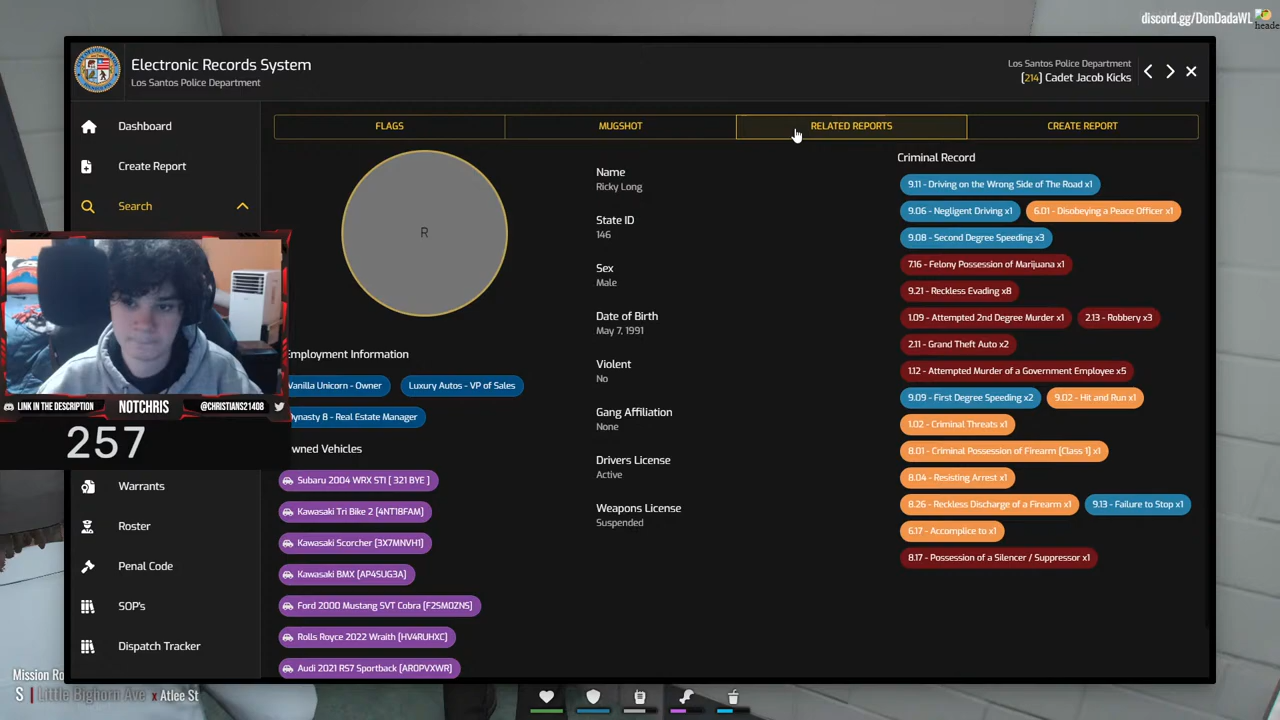 discord.gg/DonDadaWL
heade
Electronic Records System
Los Santos Police Department
Los Santos Police Department
[214] Cadet Jacob Kicks
Dashboard
Create Report
Search
Warrants
Roster
Penal Code
SOP's
Dispatch Tracker
FLAGS
MUGSHOT
RELATED REPORTS
CREATE REPORT
R
Employment Information
Vanilla Unicorn - Owner
Luxury Autos - VP of Sales
Dynasty 8 - Real Estate Manager
wned Vehicles
Subaru 2004 WRX STI [ 321 BYE ]
Kawasaki Tri Bike 2 [4NT18FAM]
Kawasaki Scorcher [3X7MNVH1]
Kawasaki BMX [AP4SUG3A]
Ford 2000 Mustang SVT Cobra [F2SM0ZNS]
Rolls Royce 2022 Wraith [HV4RUHXC]
Audi 2021 RS7 Sportback [AR0PVXWR]
Name
Ricky Long
State ID
146
Sex
Male
Date of Birth
May 7, 1991
Violent
No
Gang Affiliation
None
Drivers License
Active
Weapons License
Suspended
Criminal Record
9.11 - Driving on the Wrong Side of The Road x1
9.06 - Negligent Driving x1
6.01 - Disobeying a Peace Officer x1
9.08 - Second Degree Speeding x3
7.16 - Felony Possession of Marijuana x1
9.21 - Reckless Evading x8
1.09 - Attempted 2nd Degree Murder x1
2.13 - Robbery x3
2.11 - Grand Theft Auto x2
1.12 - Attempted Murder of a Government Employee x5
9.09 - First Degree Speeding x2
9.02 - Hit and Run x1
1.02 - Criminal Threats x1
8.01 - Criminal Possession of Firearm [Class 1] x1
8.04 - Resisting Arrest x1
8.26 - Reckless Discharge of a Firearm x1
9.13 - Failure to Stop x1
6.17 - Accomplice to x1
8.17 - Possession of a Silencer / Suppressor x1
LINK IN THE DESCRIPTION
NOTCHRIS
@CHRISTIANS21408
257
Mission Ro
S | Little Bighorn Ave x Atlee St